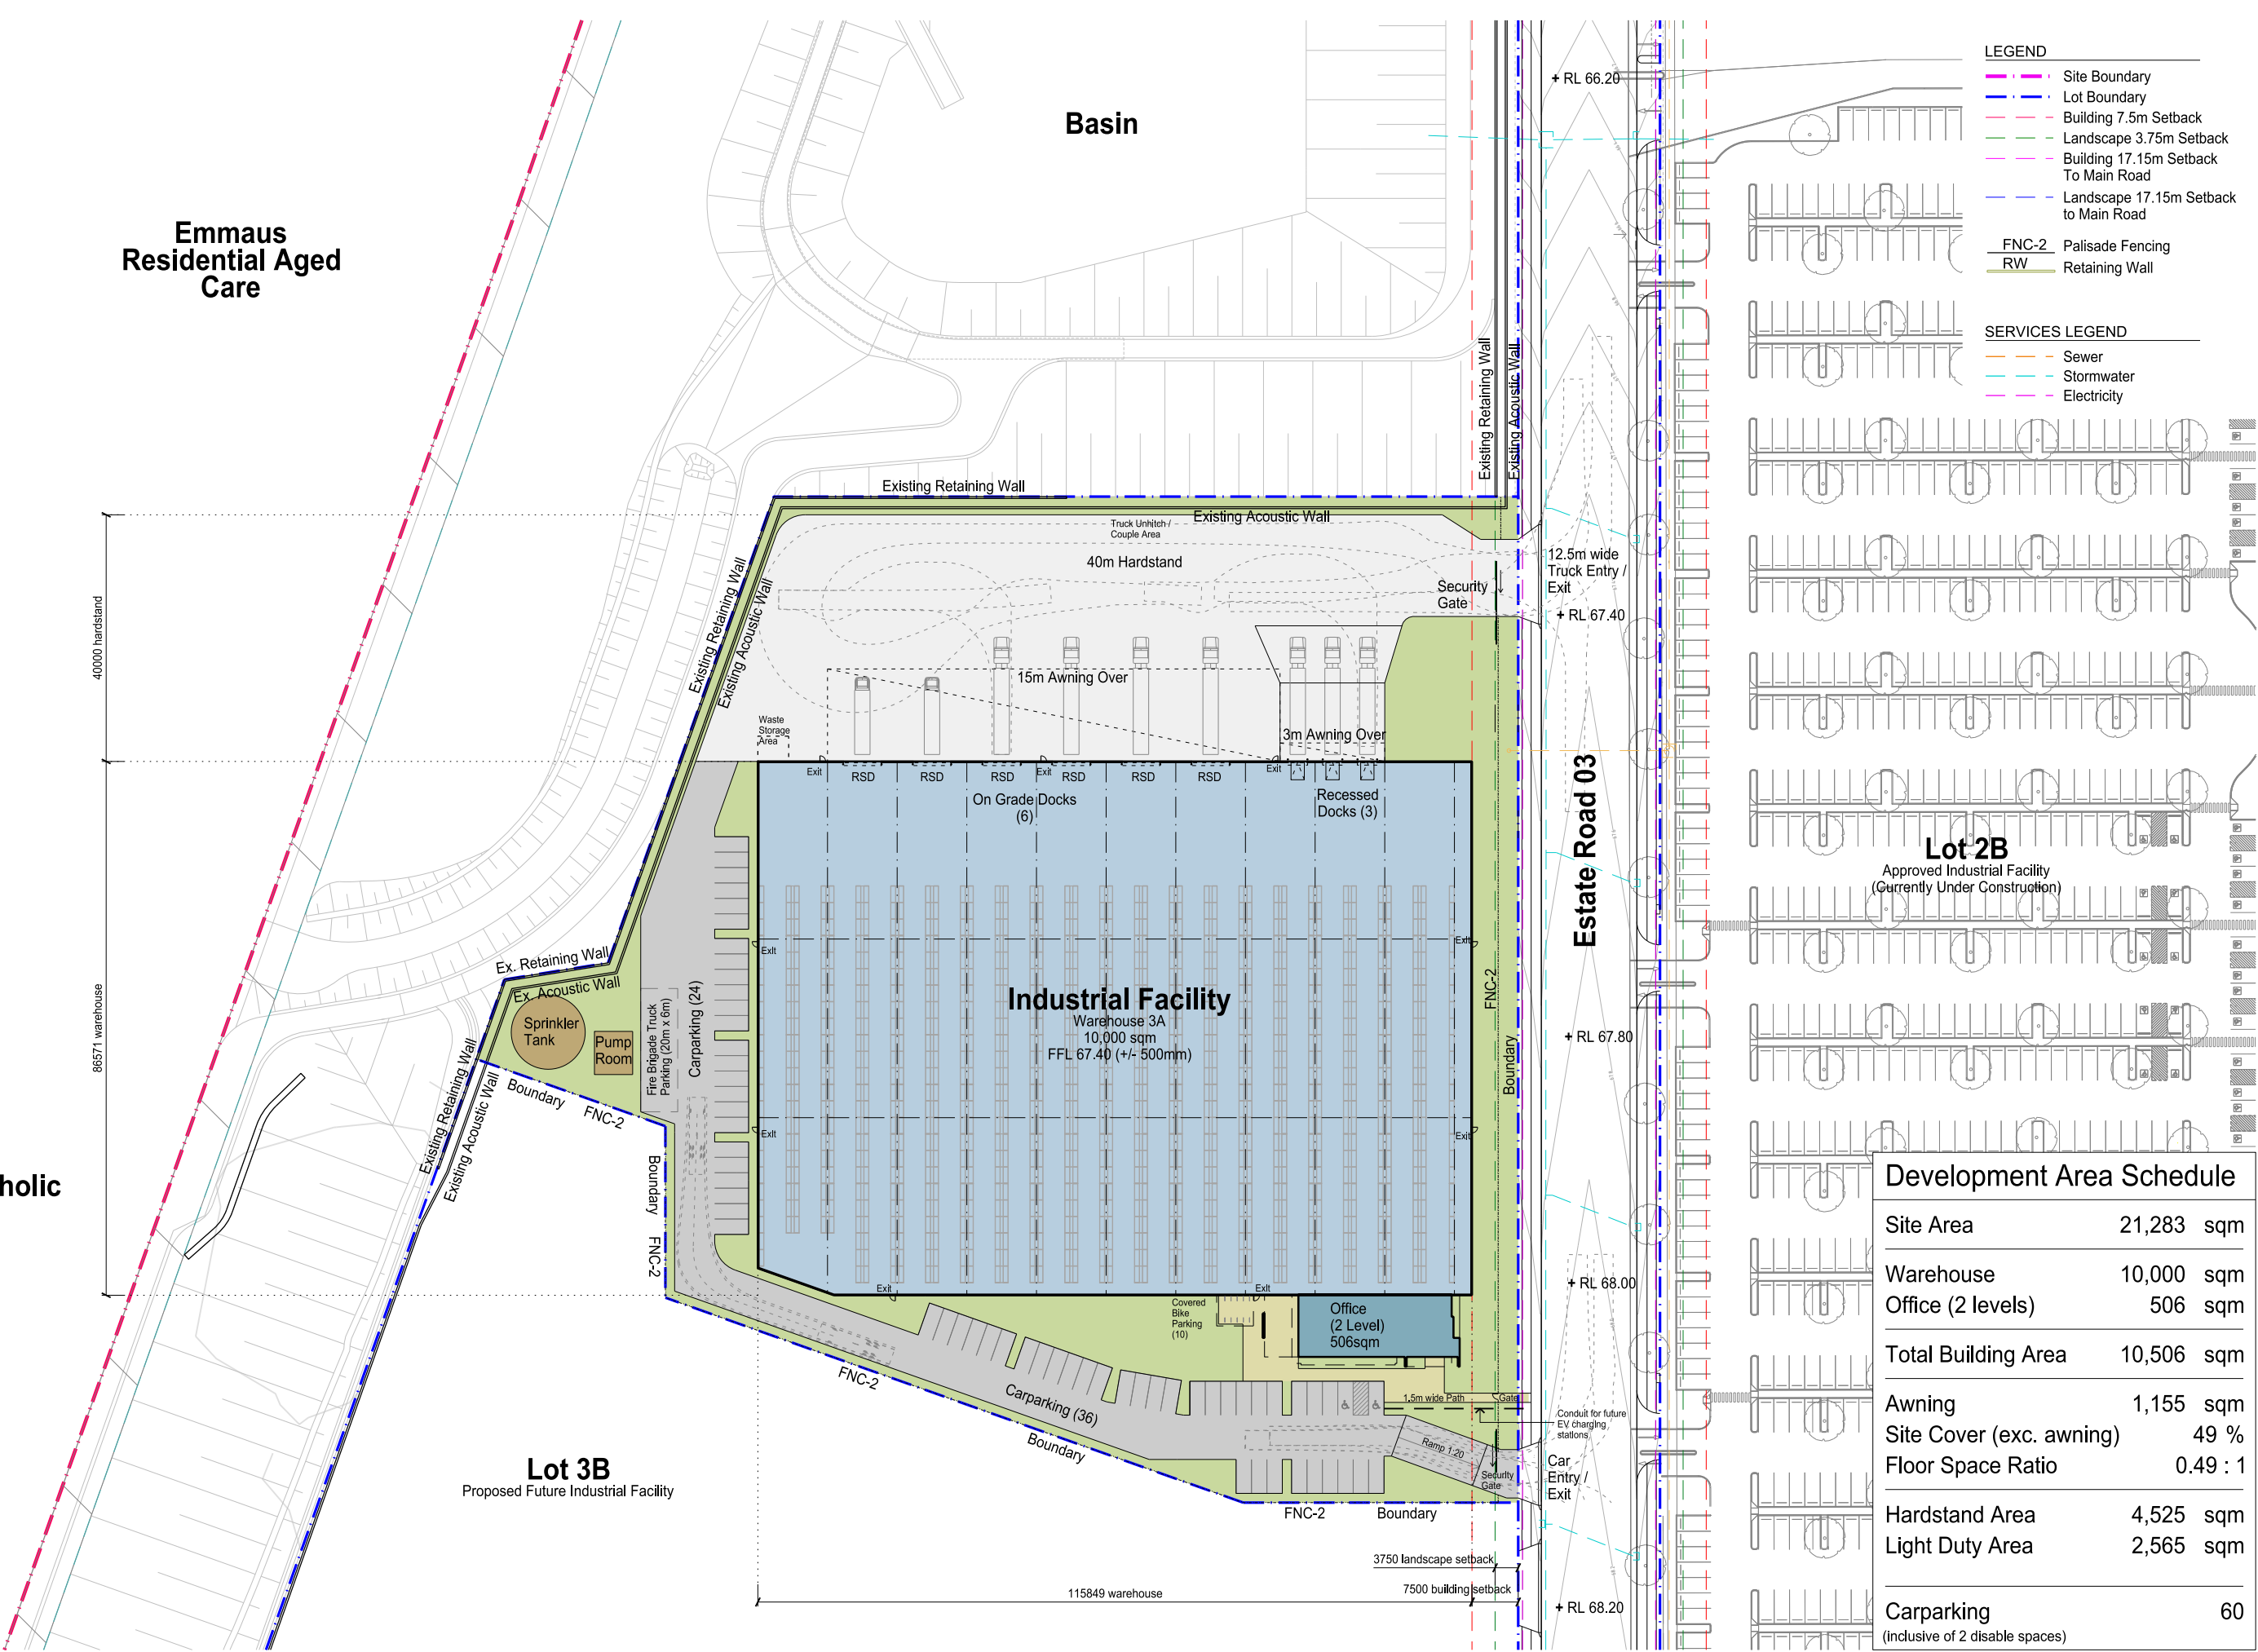 LEGEND
Site Boundary
Lot Boundary
Building 7.5m Setback
Landscape 3.75m Setback
Building 17.15m Setback
To Main Road
Landscape 17.15m Setback
to Main Road
FNC-2 Palisade Fencing
RW Retaining Wall
SERVICES LEGEND
Sewer
Stormwater
Electricity
Basin
Emmaus
Residential Aged
Care
+ RL 66.20
Existing Retaining Wall
Existing Acoustic Wall
Existing Retaining Wall
Existing Acoustic Wall
Truck Unhitch /
Couple Area
40m Hardstand
Security
Gate
12.5m wide
Truck Entry /
Exit
+ RL 67.40
Existing Retaining Wall
Existing Acoustic Wall
40000 hardstand
15m Awning Over
3m Awning Over
Waste
Storage
Area
Exit
RSD
RSD
RSD
Exit
RSD
RSD
RSD
Exit
On Grade Docks
(6)
Recessed
Docks (3)
Estate Road 03
Lot 2B
Approved Industrial Facility
(Currently Under Construction)
Exit
Exit
Ex. Retaining Wall
Ex. Acoustic Wall
Sprinkler
Tank
Pump
Room
Fire Brigade Truck
Parking (20m x 6m)
Carparking (24)
Industrial Facility
Warehouse 3A
10,000 sqm
FFL 67.40 (+/- 500mm)
FNC-2
Boundary
+ RL 67.80
86571 warehouse
Existing Retaining Wall
Existing Acoustic Wall
Boundary
FNC-2
Exit
Exit
Boundary
FNC-2
holic
+ RL 68.00
Exit
Exit
Covered
Bike
Parking
(10)
Office
(2 Level)
506sqm
FNC-2
Carparking (36)
Boundary
1.5m wide Path
Gate
Conduit for future
EV charging
stations
Ramp 1:20
Security
Gate
Car
Entry /
Exit
Lot 3B
Proposed Future Industrial Facility
FNC-2
Boundary
3750 landscape setback
7500 building setback
115849 warehouse
+ RL 68.20
Development Area Schedule
Site Area 21,283 sqm
Warehouse 10,000 sqm
Office (2 levels) 506 sqm
Total Building Area 10,506 sqm
Awning 1,155 sqm
Site Cover (exc. awning) 49 %
Floor Space Ratio 0.49 : 1
Hardstand Area 4,525 sqm
Light Duty Area 2,565 sqm
Carparking 60
(inclusive of 2 disable spaces)